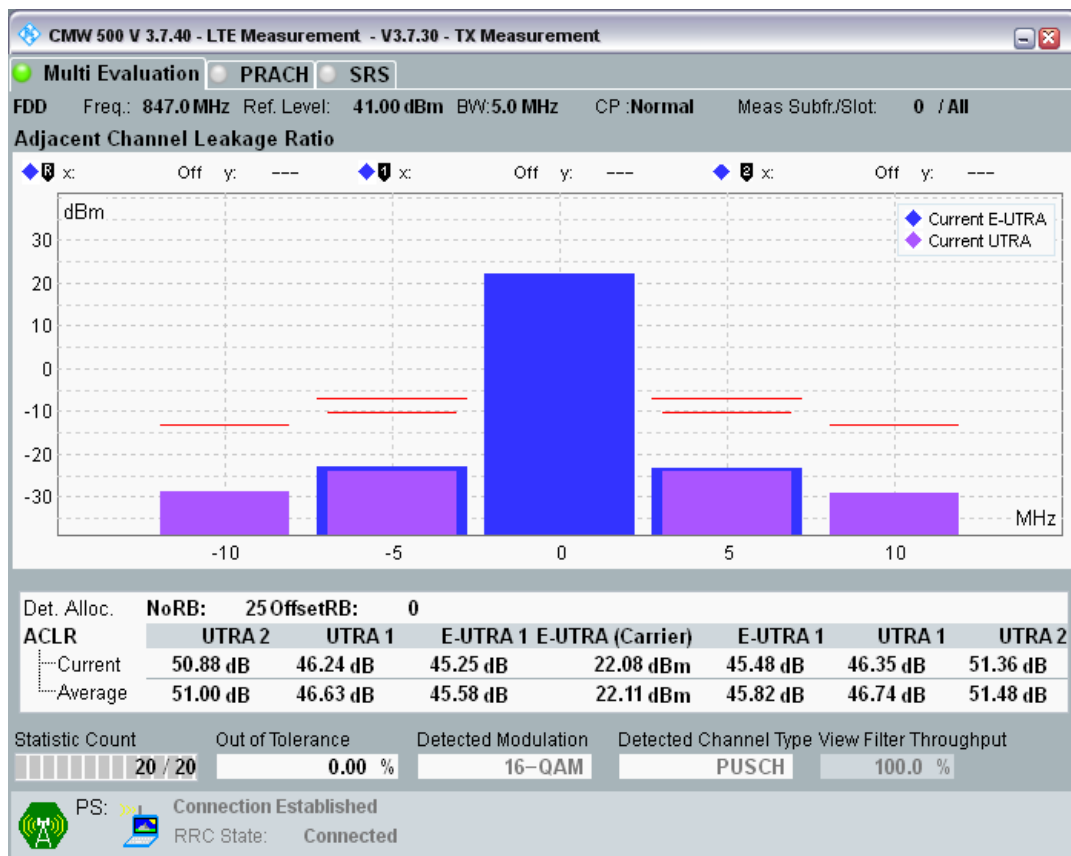 CMW 500 V 3.7.40 - LTE Measurement - V3.7.30 - TX Measurement
Multi Evaluation PRACH SRS
FDD Freq.: 847.0 MHz Ref. Level: 41.00 dBm BW:5.0 MHz CP :Normal Meas Subfr./Slot: 0 / All
Adjacent Channel Leakage Ratio
R x: Off y: --- 1 x: Off y: --- 2 x: Off y: ---
dBm
Current E-UTRA
Current UTRA
30
20
10
0
-10
-20
-30
MHz
-10 -5 0 5 10
Det. Alloc. NoRB: 25 OffsetRB: 0
ACLR UTRA 2 UTRA 1 E-UTRA 1 E-UTRA (Carrier) E-UTRA 1 UTRA 1 UTRA 2
Current 50.88 dB 46.24 dB 45.25 dB 22.08 dBm 45.48 dB 46.35 dB 51.36 dB
Average 51.00 dB 46.63 dB 45.58 dB 22.11 dBm 45.82 dB 46.74 dB 51.48 dB
Statistic Count Out of Tolerance Detected Modulation Detected Channel Type View Filter Throughput
20 / 20 0.00 % 16-QAM PUSCH 100.0 %
PS: Connection Established
RRC State: Connected